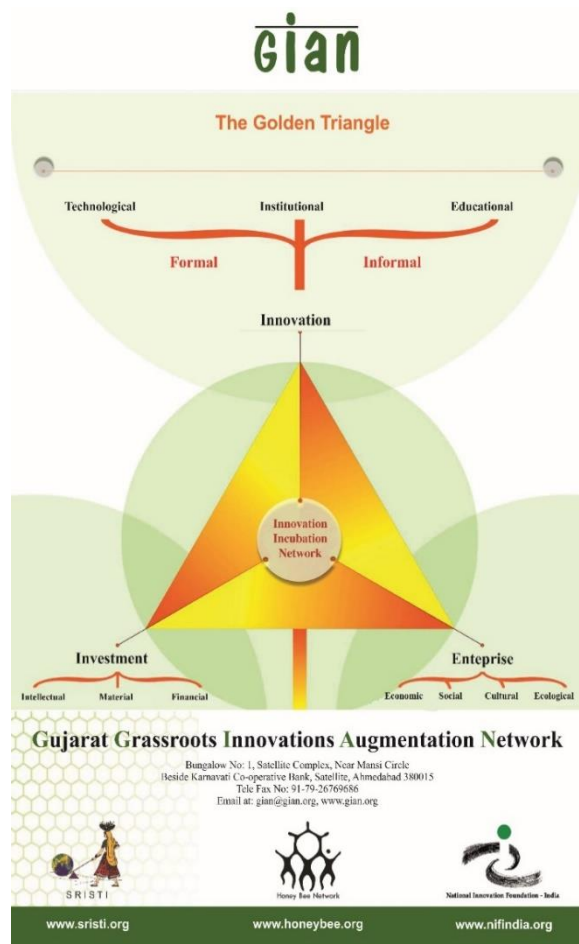 Gian
The Golden Triangle
Technological Institutional Educational
Formal Informal
Innovation
Innovation
Incubation
Network
Investment Enteprise
Intellectual Material Financial Economic Social Cultural Ecological
Gujarat Grassroots Innovations Augmentation Network
Bungalow No: 1, Satellite Complex, Near Mansi Circle
Beside Karnavati Co-operative Bank, Satellite, Ahmedabad 380015
Tele Fax No: 91-79-26769686
Email at: gian@gian.org, www.gian.org
SRISTI Honey Bee Network National Innovation Foundation - India
www.sristi.org www.honeybee.org www.nifindia.org